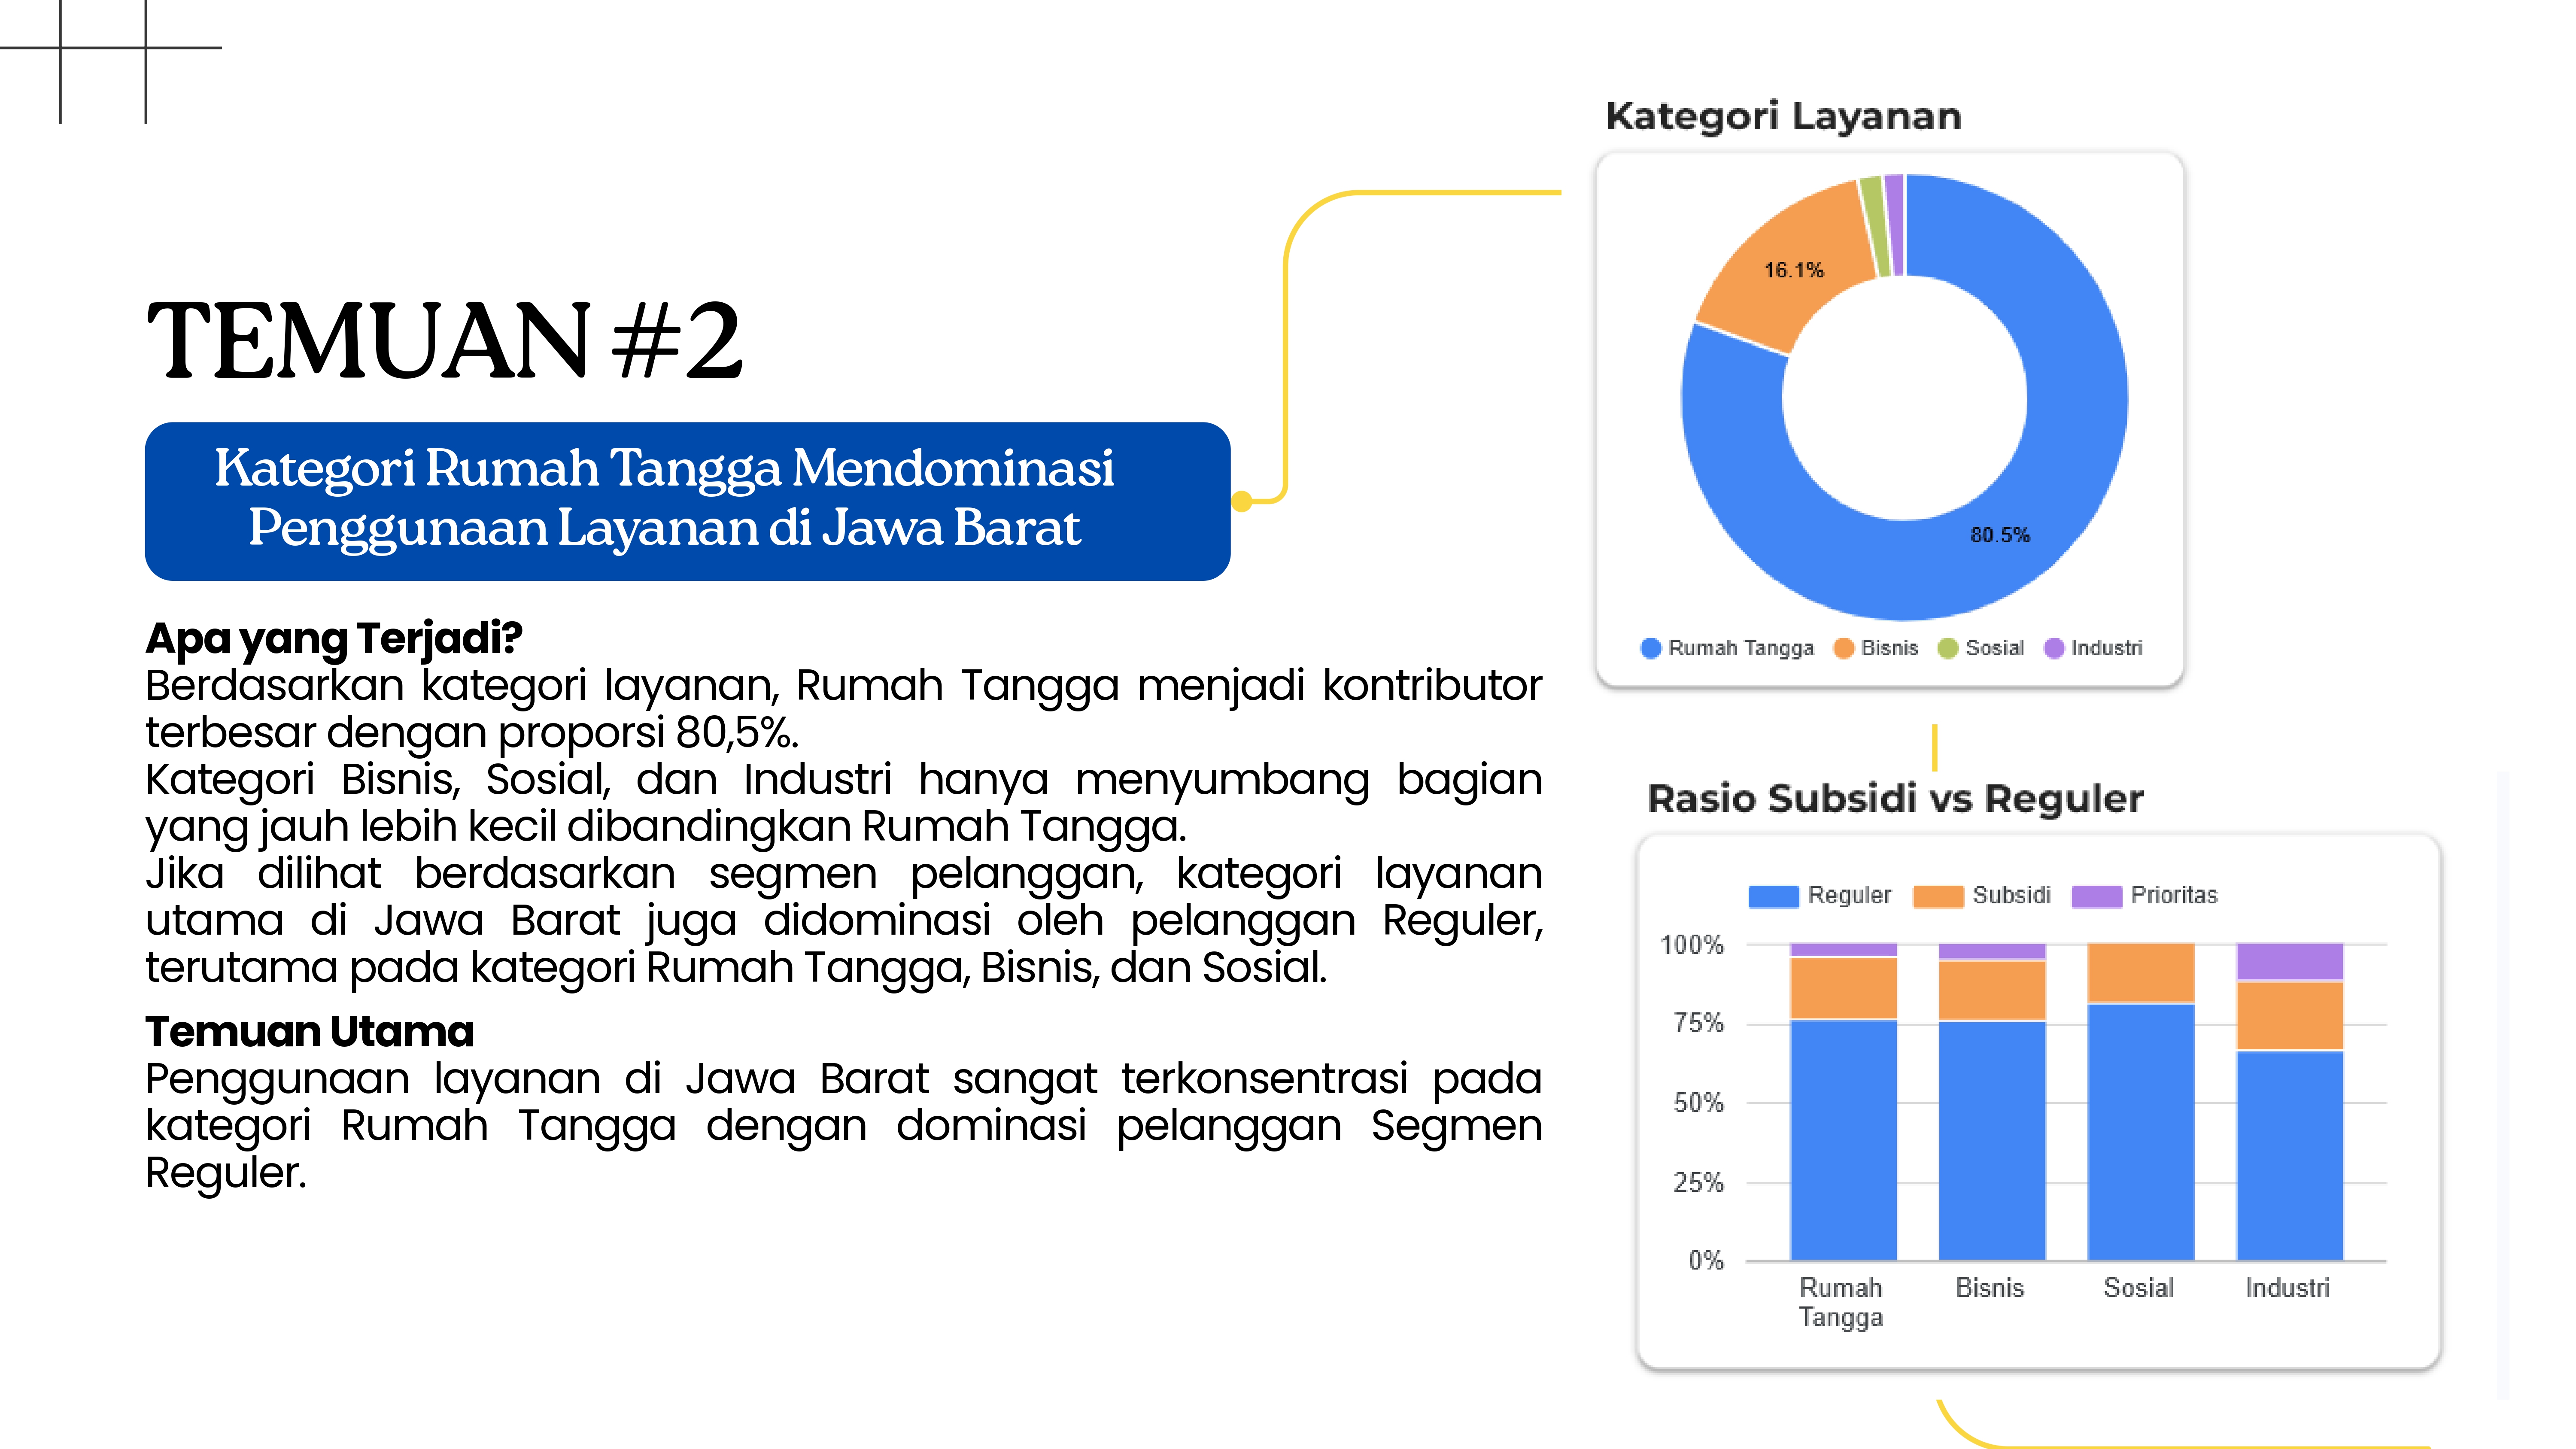 TEMUAN #2
Kategori Rumah Tangga Mendominasi
Penggunaan Layanan di Jawa Barat
Apa yang Terjadi?
Berdasarkan kategori layanan, Rumah Tangga menjadi kontributor
terbesar dengan proporsi 80,5%.
Kategori Bisnis, Sosial, dan Industri hanya menyumbang bagian
yang jauh lebih kecil dibandingkan Rumah Tangga.
Jika dilihat berdasarkan segmen pelanggan, kategori layanan
utama di Jawa Barat juga didominasi oleh pelanggan Reguler,
terutama pada kategori Rumah Tangga, Bisnis, dan Sosial.
Temuan Utama
Penggunaan layanan di Jawa Barat sangat terkonsentrasi pada
kategori Rumah Tangga dengan dominasi pelanggan Segmen
Reguler.
Kategori Layanan
16.1%
80.5%
Rumah Tangga Bisnis Sosial Industri
Rasio Subsidi vs Reguler
Reguler Subsidi Prioritas
100%
75%
50%
25%
0%
Rumah Tangga
Bisnis
Sosial
Industri